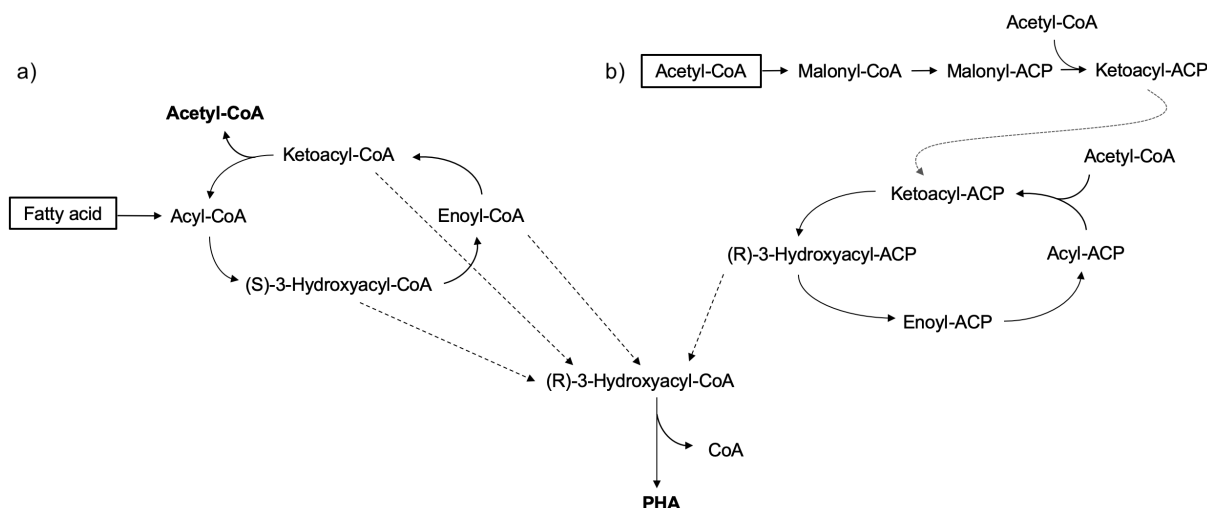 a)
Acetyl-CoA
Ketoacyl-CoA
Fatty acid
Acyl-CoA
Enoyl-CoA
(S)-3-Hydroxyacyl-CoA
b)
Acetyl-CoA
Acetyl-CoA
Malonyl-CoA
Malonyl-ACP
Ketoacyl-ACP
Acetyl-CoA
Ketoacyl-ACP
(R)-3-Hydroxyacyl-ACP
Acyl-ACP
Enoyl-ACP
(R)-3-Hydroxyacyl-CoA
CoA
PHA